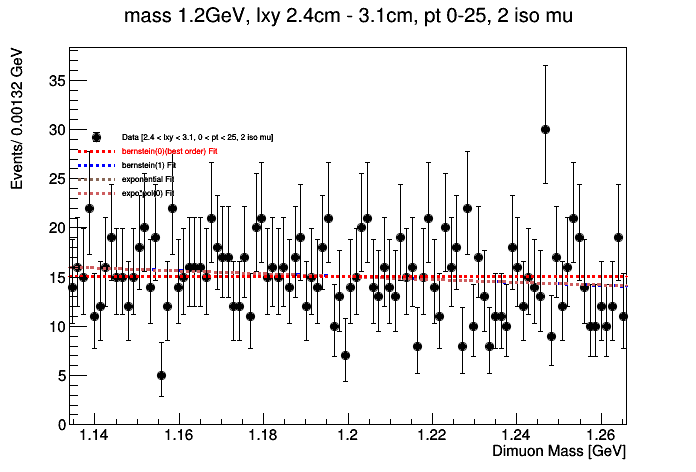 mass 1.2GeV, lxy 2.4cm - 3.1cm, pt 0-25, 2 iso mu
Events/ 0.00132 GeV
35
30
25
20
15
10
5
0
Data [2.4 < lxy < 3.1, 0 < pt < 25, 2 iso mu]
bernstein(0)(best order) Fit
bernstein(1) Fit
exponential Fit
expo*pol(0) Fit
1.14 1.16 1.18 1.2 1.22 1.24 1.26
Dimuon Mass [GeV]